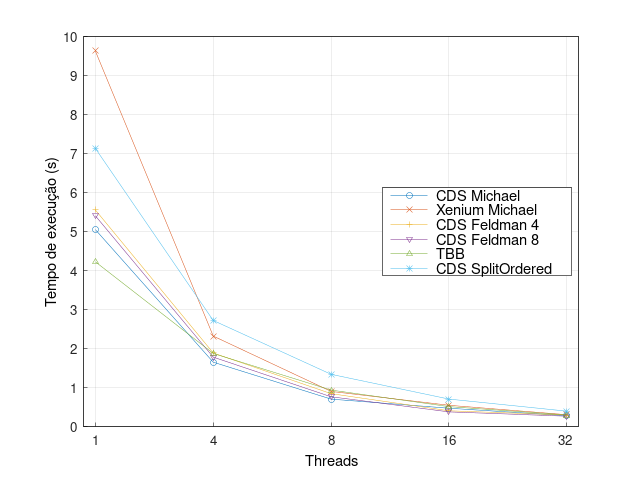 10
9
8
7
6
5
4
3
2
1
0
Tempo de execução (s)
CDS Michael
Xenium Michael
CDS Feldman 4
CDS Feldman 8
TBB
CDS SplitOrdered
1 4 8 16 32
Threads